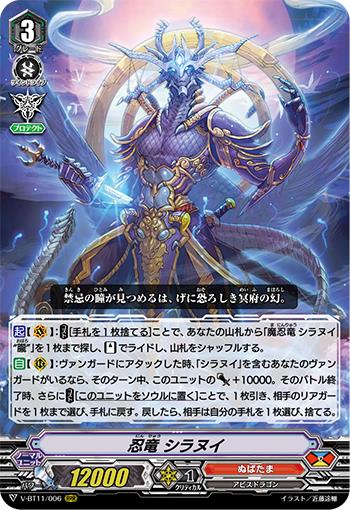 3
グレード
ツインドライブ
プロテクト
禁忌の瞳が見つめるは、げに恐ろしき冥府の幻。
起【】：【手札を１枚捨てる】ことで、あなたの山札から「魔忍竜 シラヌイ
“朧”」を１枚まで探し、でライドし、山札をシャッフルする。
自【】：ヴァンガードにアタックした時、「シラヌイ」を含むあなたのヴァン
ガードがいるなら、そのターン中、このユニットの+10000。そのバトル終
了時、さらに【このユニットをソウルに置く】ことで、１枚引き、相手のリアガー
ドを１枚まで選び、手札に戻す。戻したら、相手は自分の手札を１枚選び、捨てる。
ノーマル
ユニット
にん りゅう
忍竜 シラヌイ
パワー
12000
1
クリティカル
ぬばたま
アビスドラゴン
V-BT11/006 RRR
イラスト／近藤途轍